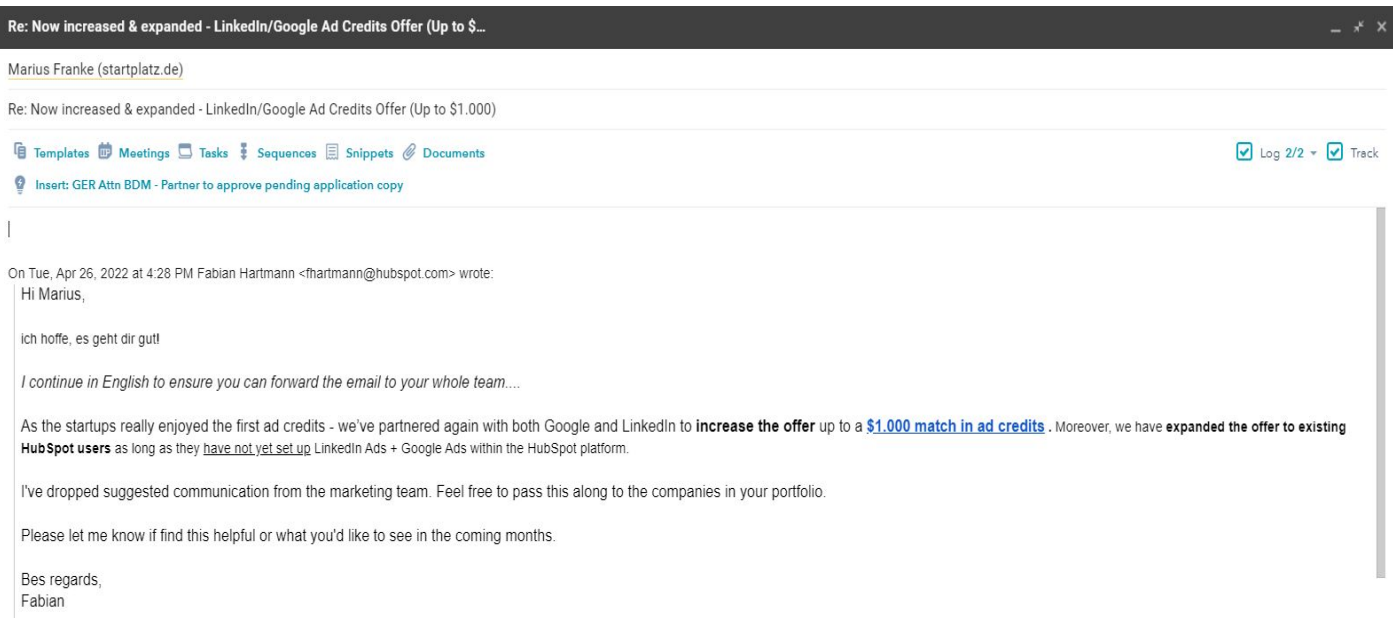 Re: Now increased & expanded - LinkedIn/Google Ad Credits Offer (Up to $...
Marius Franke (startplatz.de)
Re: Now increased & expanded - LinkedIn/Google Ad Credits Offer (Up to $1.000)
Templates Meetings Tasks Sequences Snippets Documents Log 2/2 Track
Insert: GER Attn BDM - Partner to approve pending application copy
On Tue, Apr 26, 2022 at 4:28 PM Fabian Hartmann <fhartmann@hubspot.com> wrote:
Hi Marius,
ich hoffe, es geht dir gut!
I continue in English to ensure you can forward the email to your whole team....
As the startups really enjoyed the first ad credits - we've partnered again with both Google and LinkedIn to increase the offer up to a $1.000 match in ad credits . Moreover, we have expanded the offer to existing
HubSpot users as long as they have not yet set up LinkedIn Ads + Google Ads within the HubSpot platform.
I've dropped suggested communication from the marketing team. Feel free to pass this along to the companies in your portfolio.
Please let me know if find this helpful or what you'd like to see in the coming months.
Bes regards,
Fabian